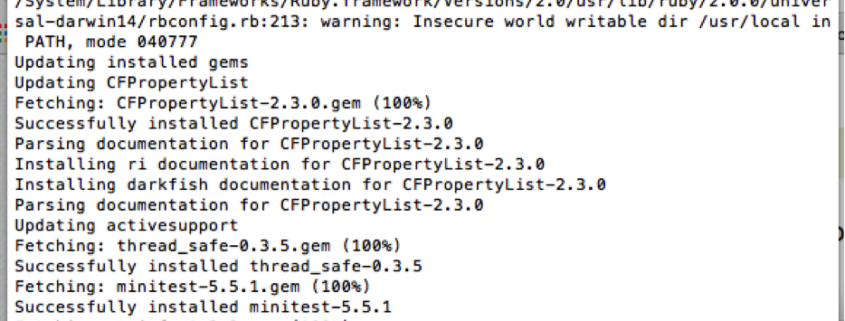 /System/Library/Frameworks/Ruby.framework/Versions/2.0/usr/lib/ruby/2.0.0/univer
sal-darwin14/rbconfig.rb:213: warning: Insecure world writable dir /usr/local in
PATH, mode 040777
Updating installed gems
Updating CFPropertyList
Fetching: CFPropertyList-2.3.0.gem (100%)
Successfully installed CFPropertyList-2.3.0
Parsing documentation for CFPropertyList-2.3.0
Installing ri documentation for CFPropertyList-2.3.0
Installing darkfish documentation for CFPropertyList-2.3.0
Parsing documentation for CFPropertyList-2.3.0
Updating activesupport
Fetching: thread_safe-0.3.5.gem (100%)
Successfully installed thread_safe-0.3.5
Fetching: minitest-5.5.1.gem (100%)
Successfully installed minitest-5.5.1